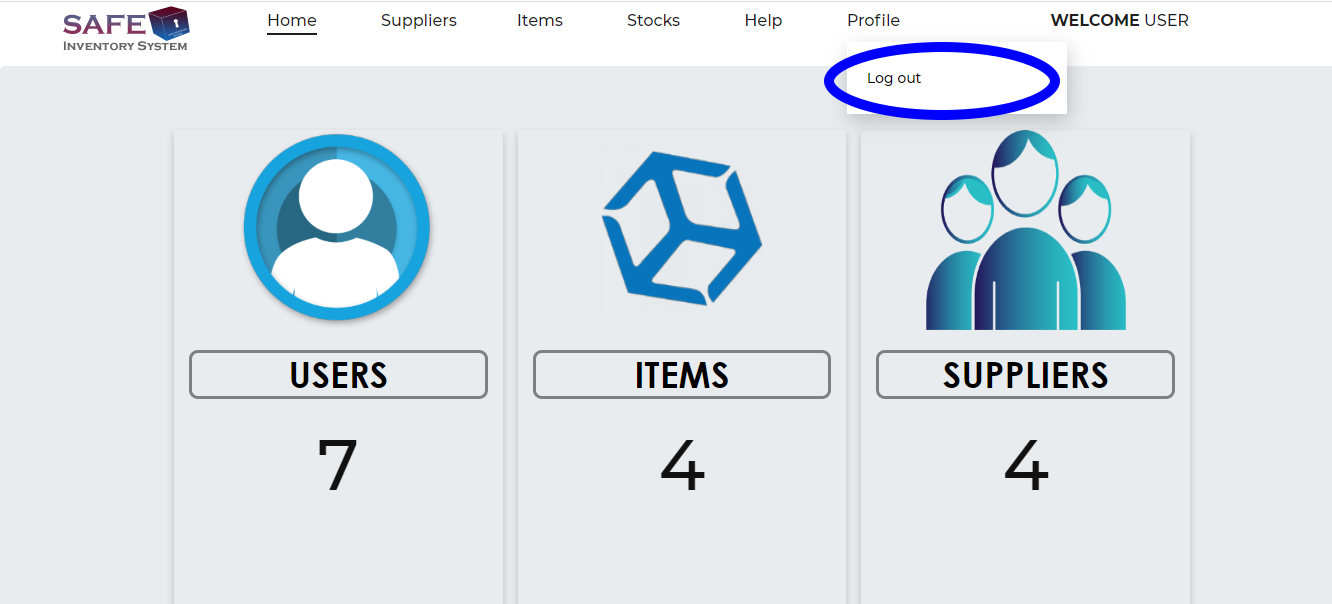 SAFE
INVENTORY SYSTEM
Home Suppliers Items Stocks Help Profile WELCOME USER
Log out
USERS ITEMS SUPPLIERS
7 4 4